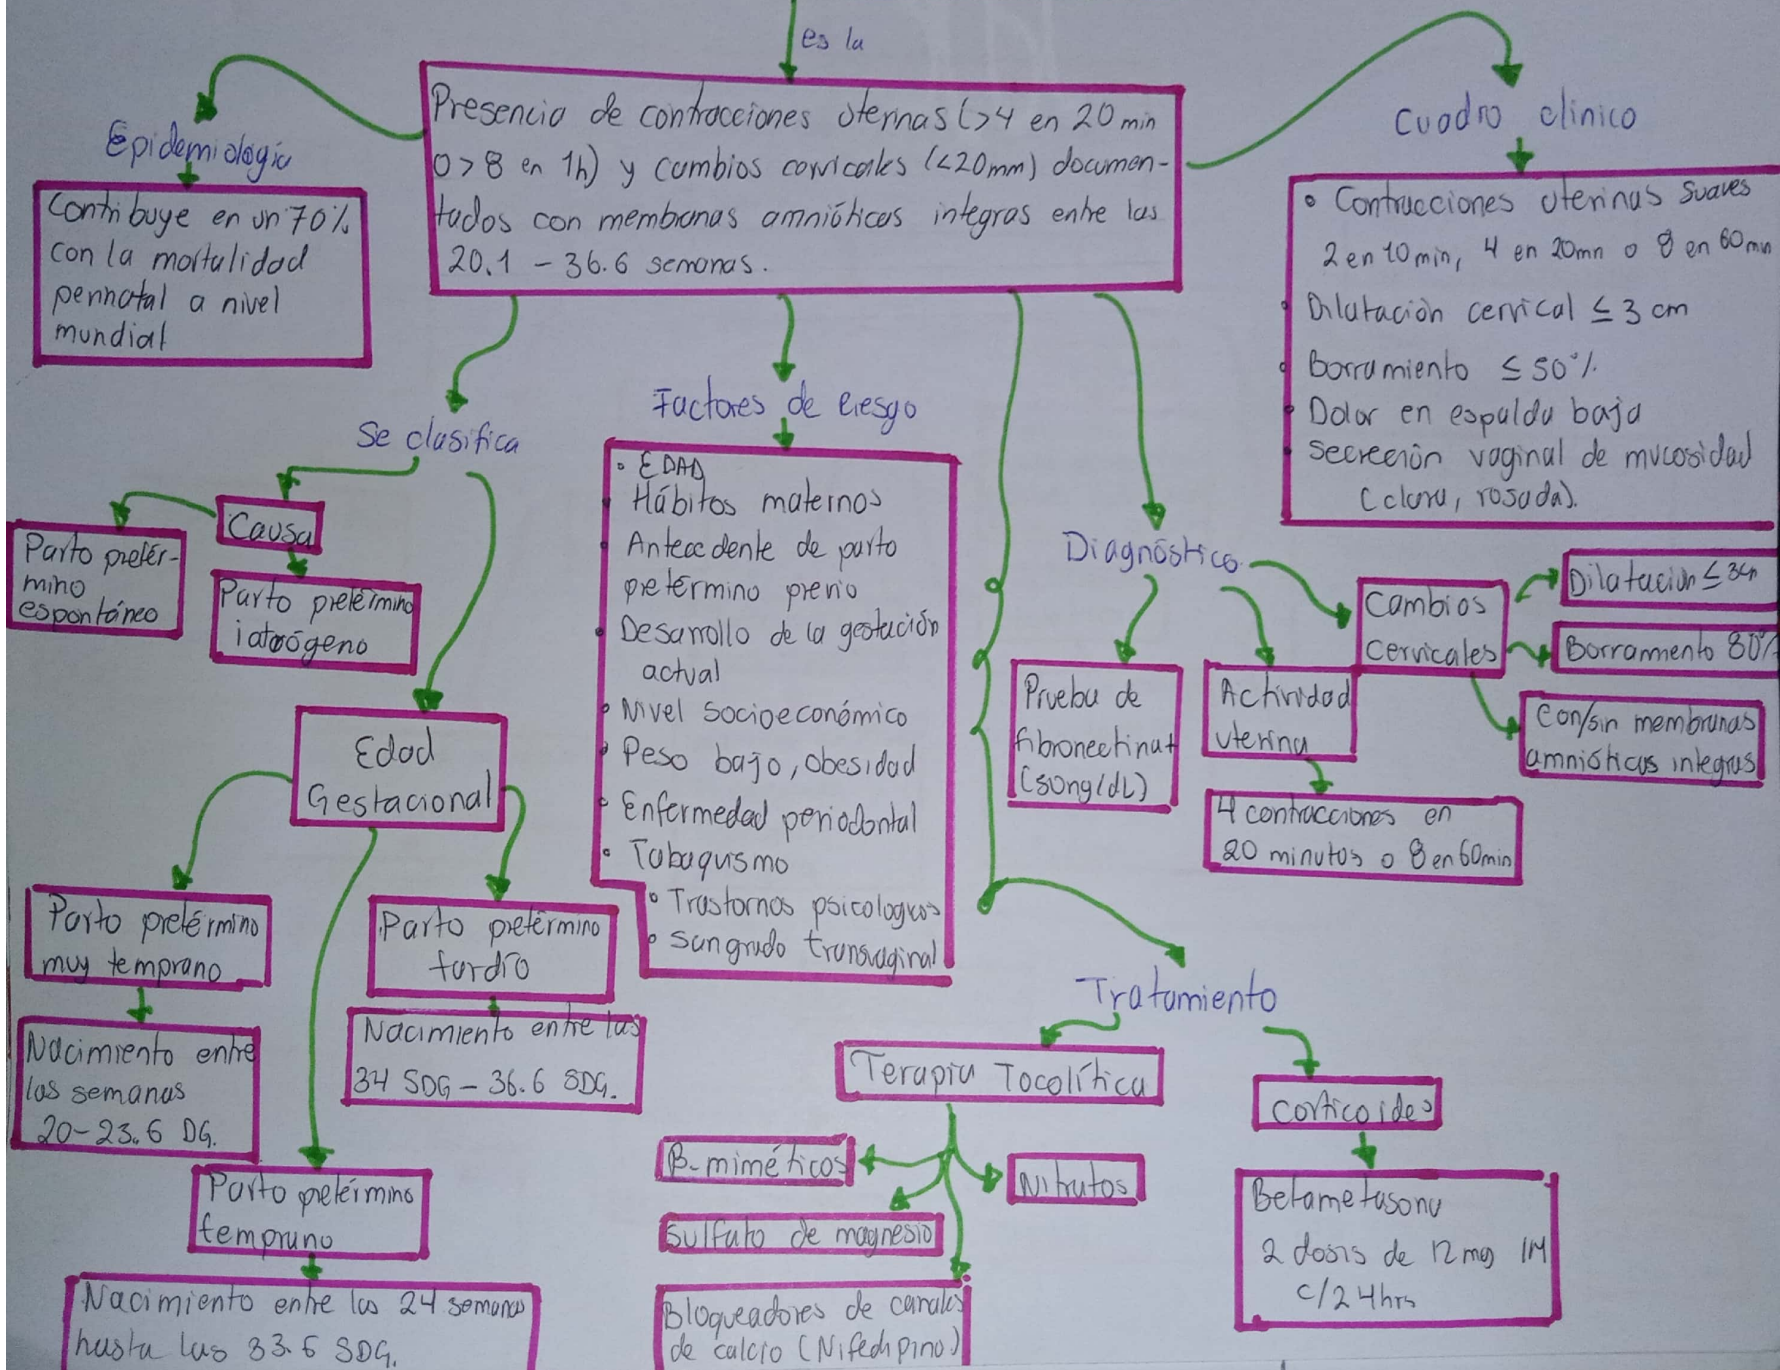 es la
Presencia de contracciones uterinas (>4 en 20 min
o > 8 en 1h) y cambios cervicales (<20mm) documen-
tados con membranas amnióticas integras entre las
20.1 - 36.6 semanas.
Epidemiología
Contribuye en un 70%
con la mortalidad
perinatal a nivel
mundial
Cuadro clinico
• Contracciones uterinas suaves
2 en 10 min, 4 en 20mn o 8 en 60mn
• Dilatación cervical ≤ 3 cm
• Borramiento ≤ 50%
• Dolor en espalda baja
• Secreción vaginal de mucosidad
(clara, rosada).
Se clasifica
Causa
Parto pretér-
mino
espontáneo
Parto pretérmino
iatrógeno
Edad
Gestacional
Parto pretérmino
muy temprano
Nacimiento entre
las semanas
20-23.6 DG.
Parto pretérmino
temprano
Nacimiento entre las 24 semanas
hasta las 33.6 SDG.
Parto pretérmino
tardío
Nacimiento entre las
34 SDG - 36.6 SDG.
Factores de riesgo
• EDAD
• Hábitos maternos
• Antecedente de parto
pretérmino previo
• Desarrollo de la gestación
actual
• Nivel socioeconómico
• Peso bajo, obesidad
• Enfermedad periodontal
• Tabaquismo
• Trastornos psicologicos
• Sangrado transvaginal
Diagnóstico
Prueba de
fibronectina +
(50ng/dL)
Actividad
uterina
4 contracciones en
20 minutos o 8 en 60min
Cambios
cervicales
Dilatación ≤ 3cm
Borramiento 80%
Con/sin membranas
amnióticas integras
Tratamiento
Terapia Tocolítica
B-miméticos
Nitratos
Sulfato de magnesio
Bloqueadores de canales
de calcio (Nifedipino)
Corticoides
Betametasona
2 dosis de 12 mg IM
c/24hrs